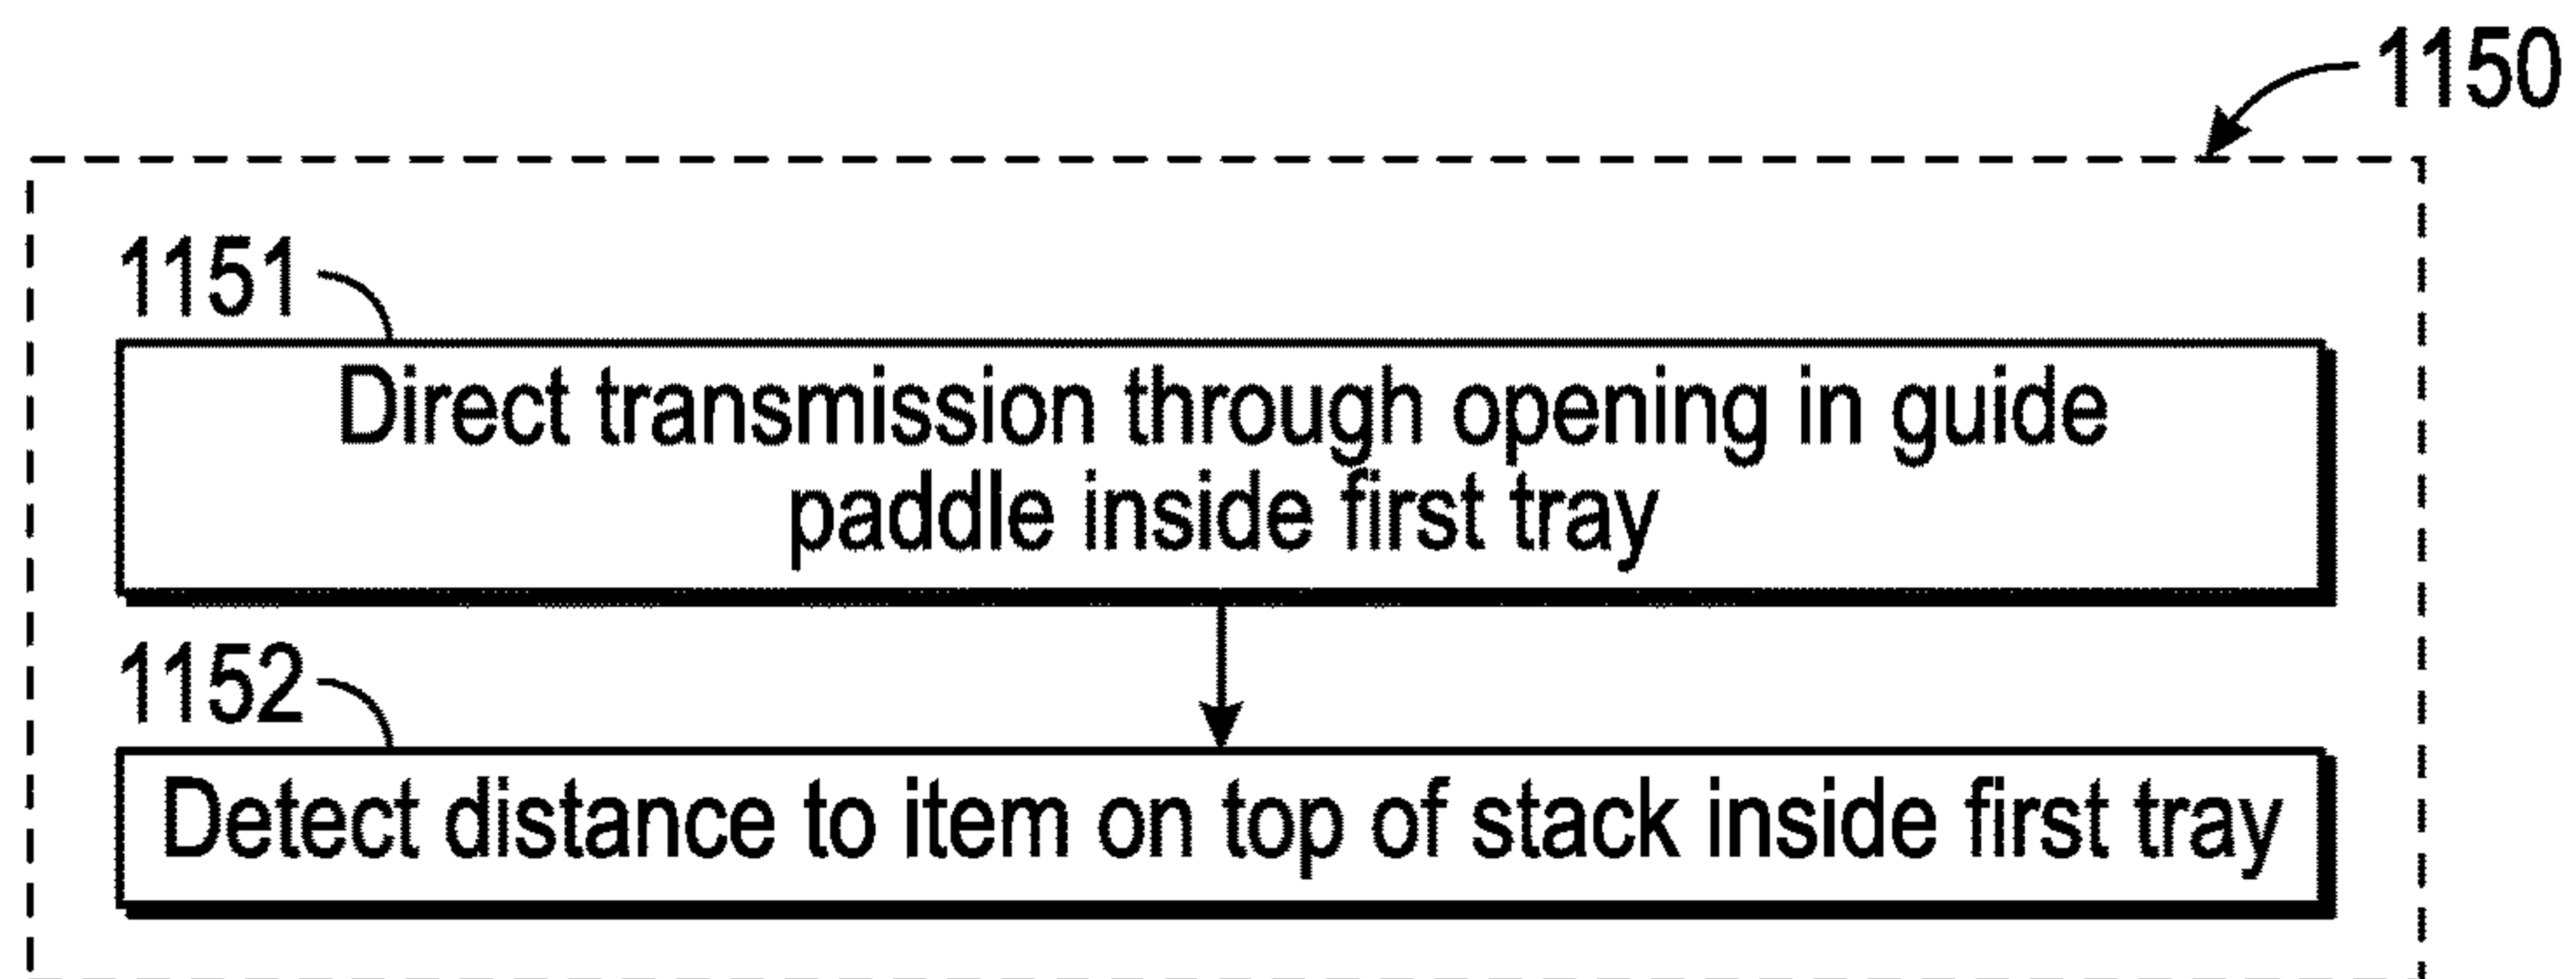 1150
1151
Direct transmission through opening in guide
paddle inside first tray
1152
Detect distance to item on top of stack inside first tray